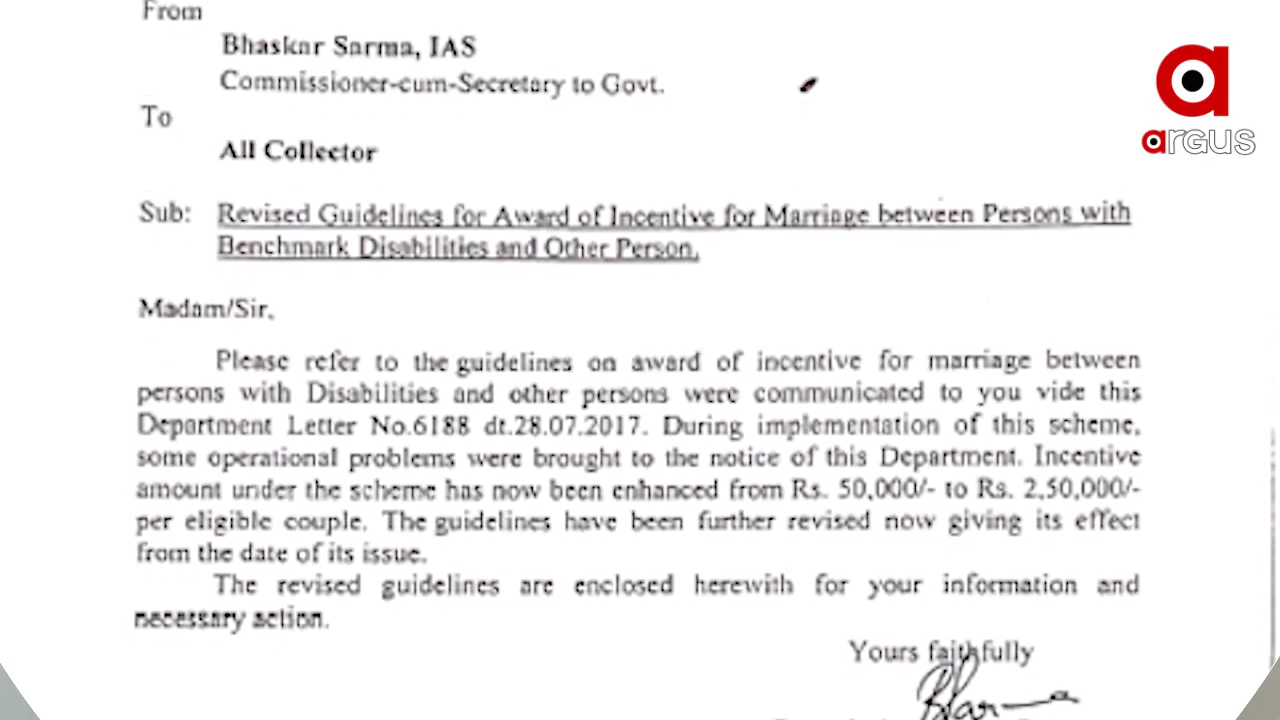 From
Bhaskar Sarma, IAS
Commissioner-cum-Secretary to Govt.
To
All Collector
Sub: Revised Guidelines for Award of Incentive for Marriage between Persons with
Benchmark Disabilities and Other Person.
Madam/Sir,
Please refer to the guidelines on award of incentive for marriage between
persons with Disabilities and other persons were communicated to you vide this
Department Letter No.6188 dt.28.07.2017. During implementation of this scheme,
some operational problems were brought to the notice of this Department. Incentive
amount under the scheme has now been enhanced from Rs. 50,000/- to Rs. 2,50,000/-
per eligible couple. The guidelines have been further revised now giving its effect
from the date of its issue.
The revised guidelines are enclosed herewith for your information and
necessary action.
Yours faithfully
BSarma
a
argus